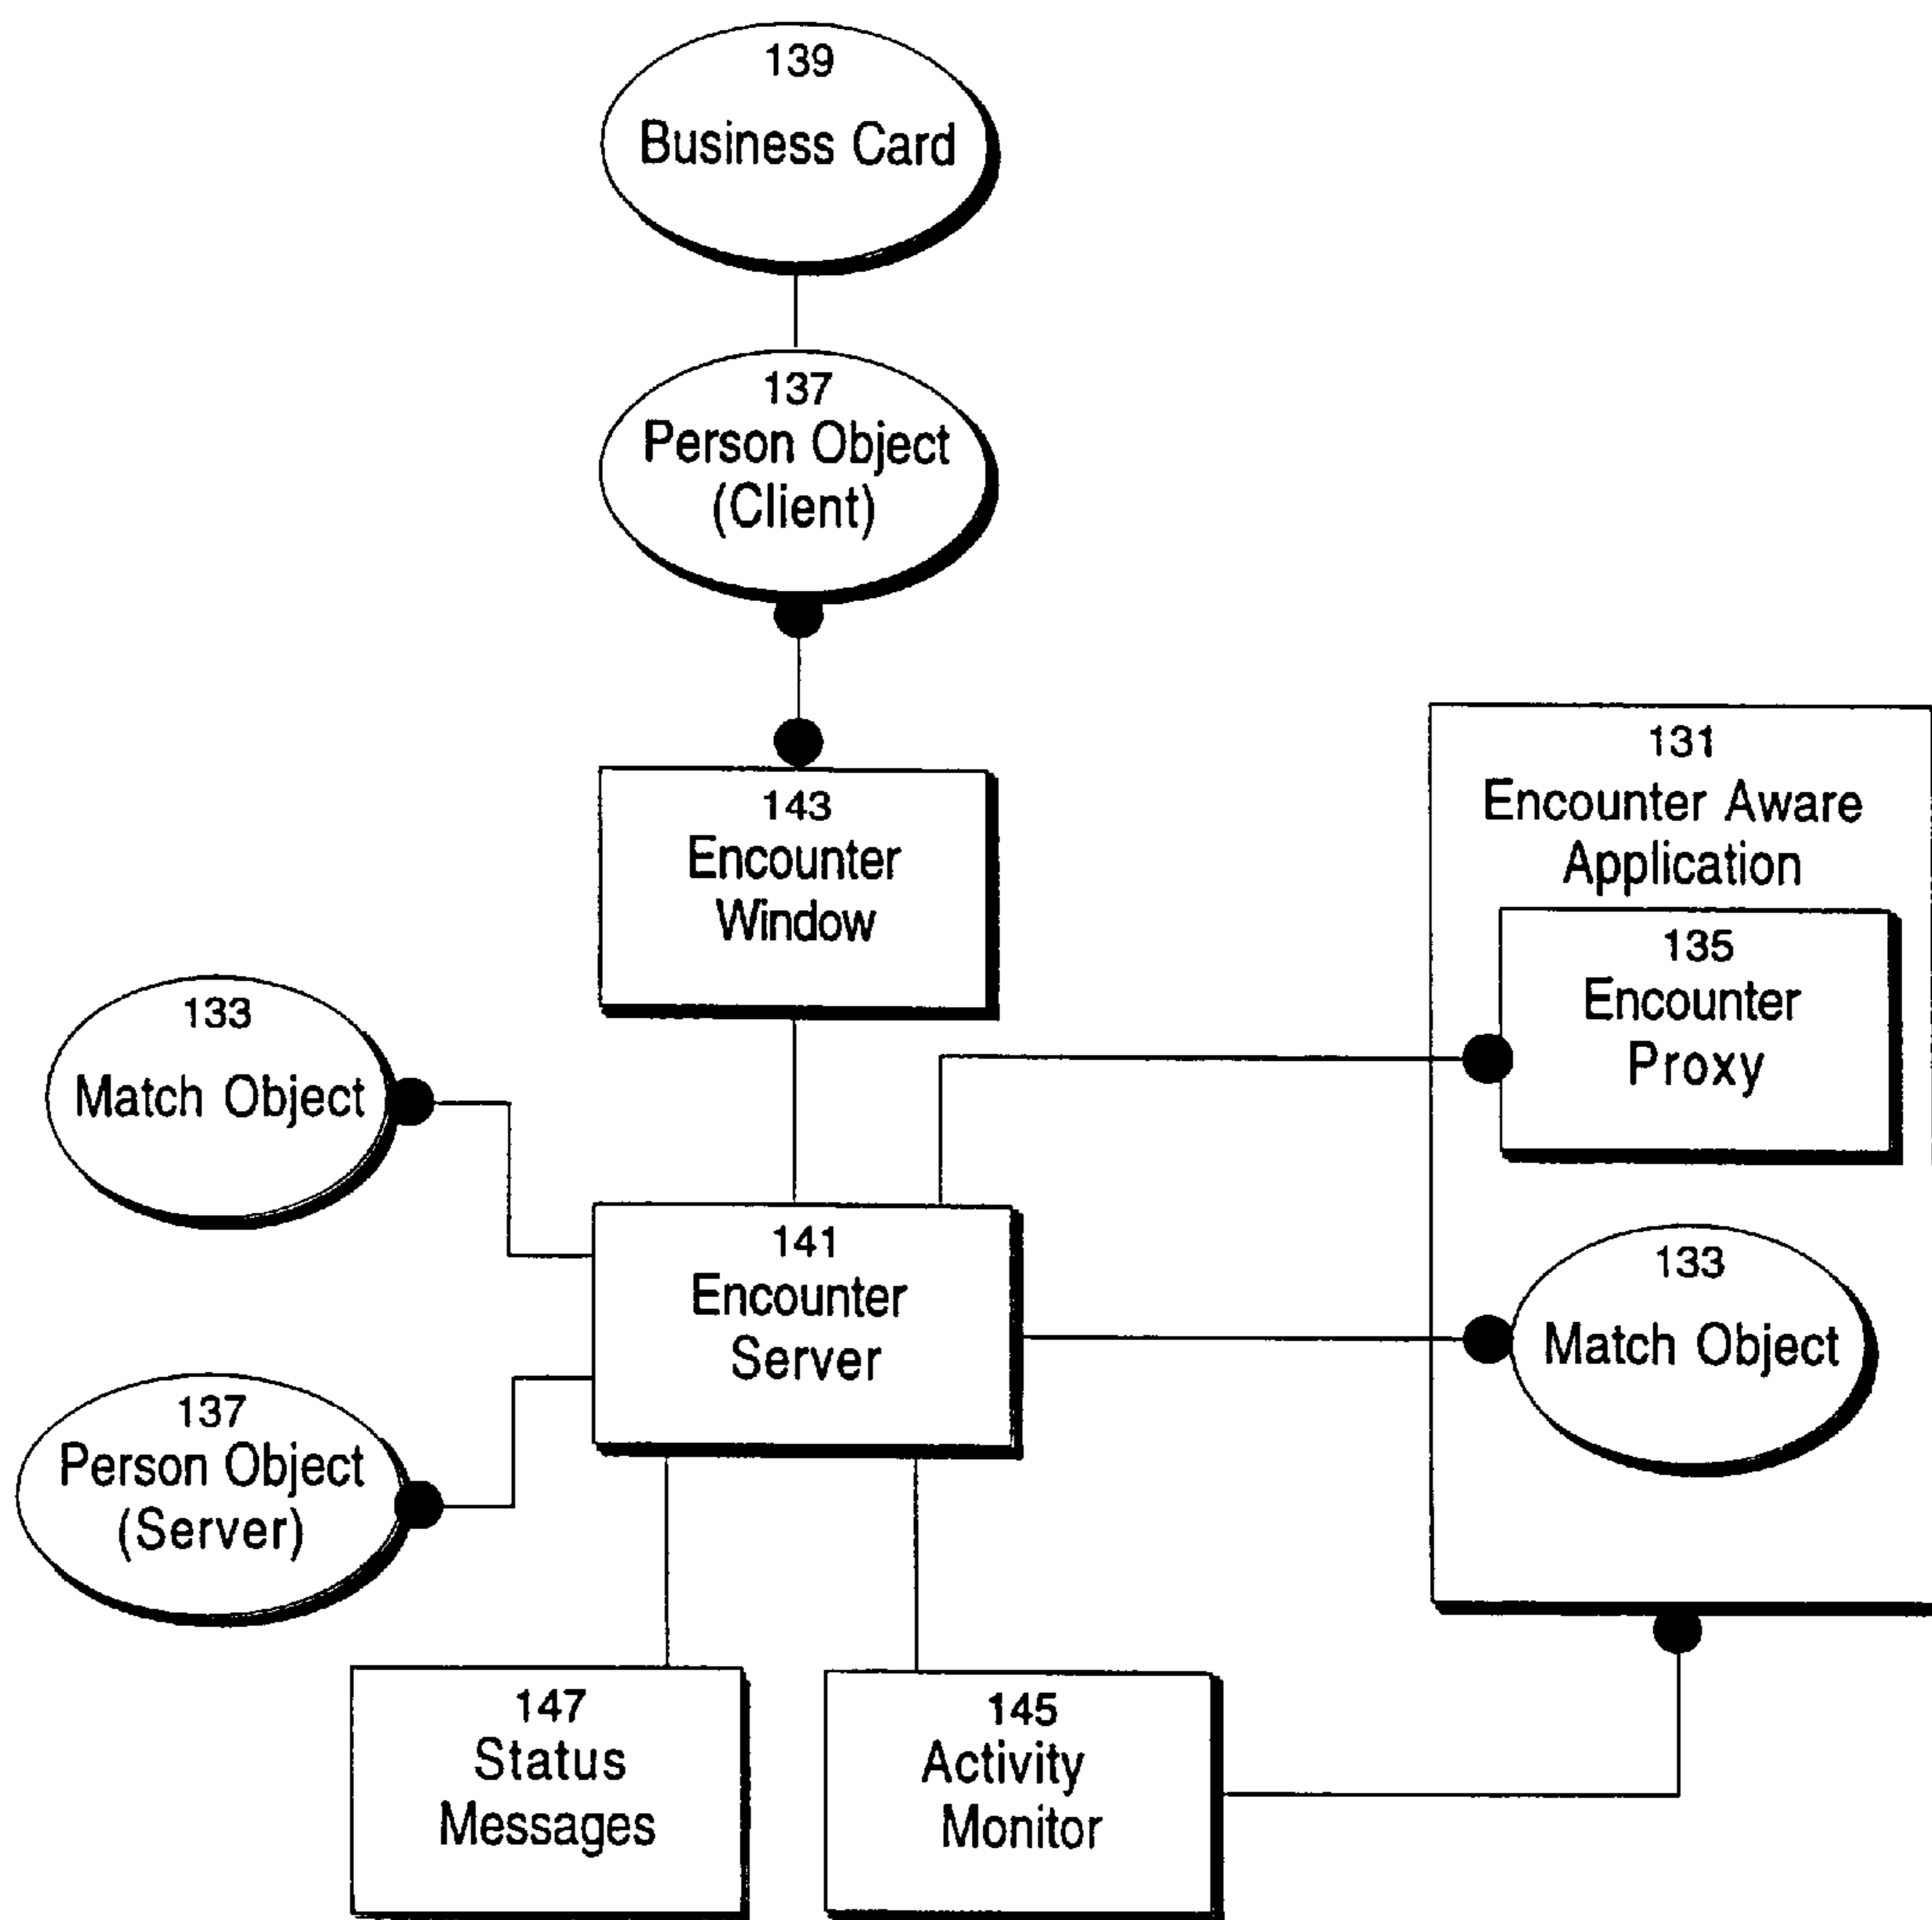 139
Business Card
137
Person Object
(Client)
143
Encounter
Window
131
Encounter Aware
Application
135
Encounter
Proxy
133
Match Object
141
Encounter
Server
133
Match Object
137
Person Object
(Server)
147
Status
Messages
145
Activity
Monitor